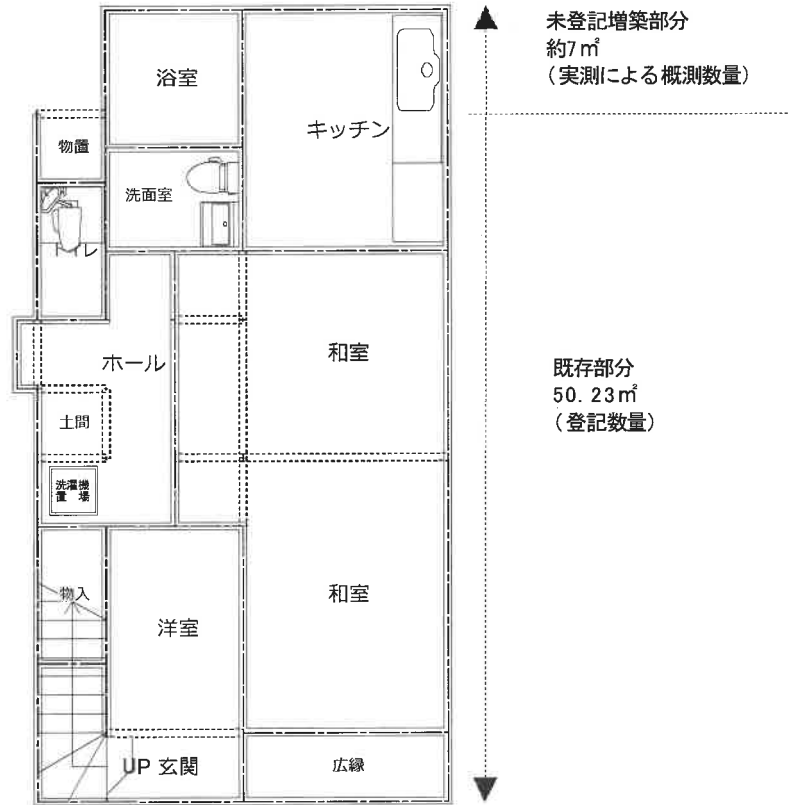 未登記増築部分
約7㎡
（実測による概測数量）
浴室
キッチン
物置
洗面室
トイレ
ホール
和室
既存部分
50.23㎡
（登記数量）
土間
洗濯機
置 場
物入
洋室
和室
UP 玄関
広縁